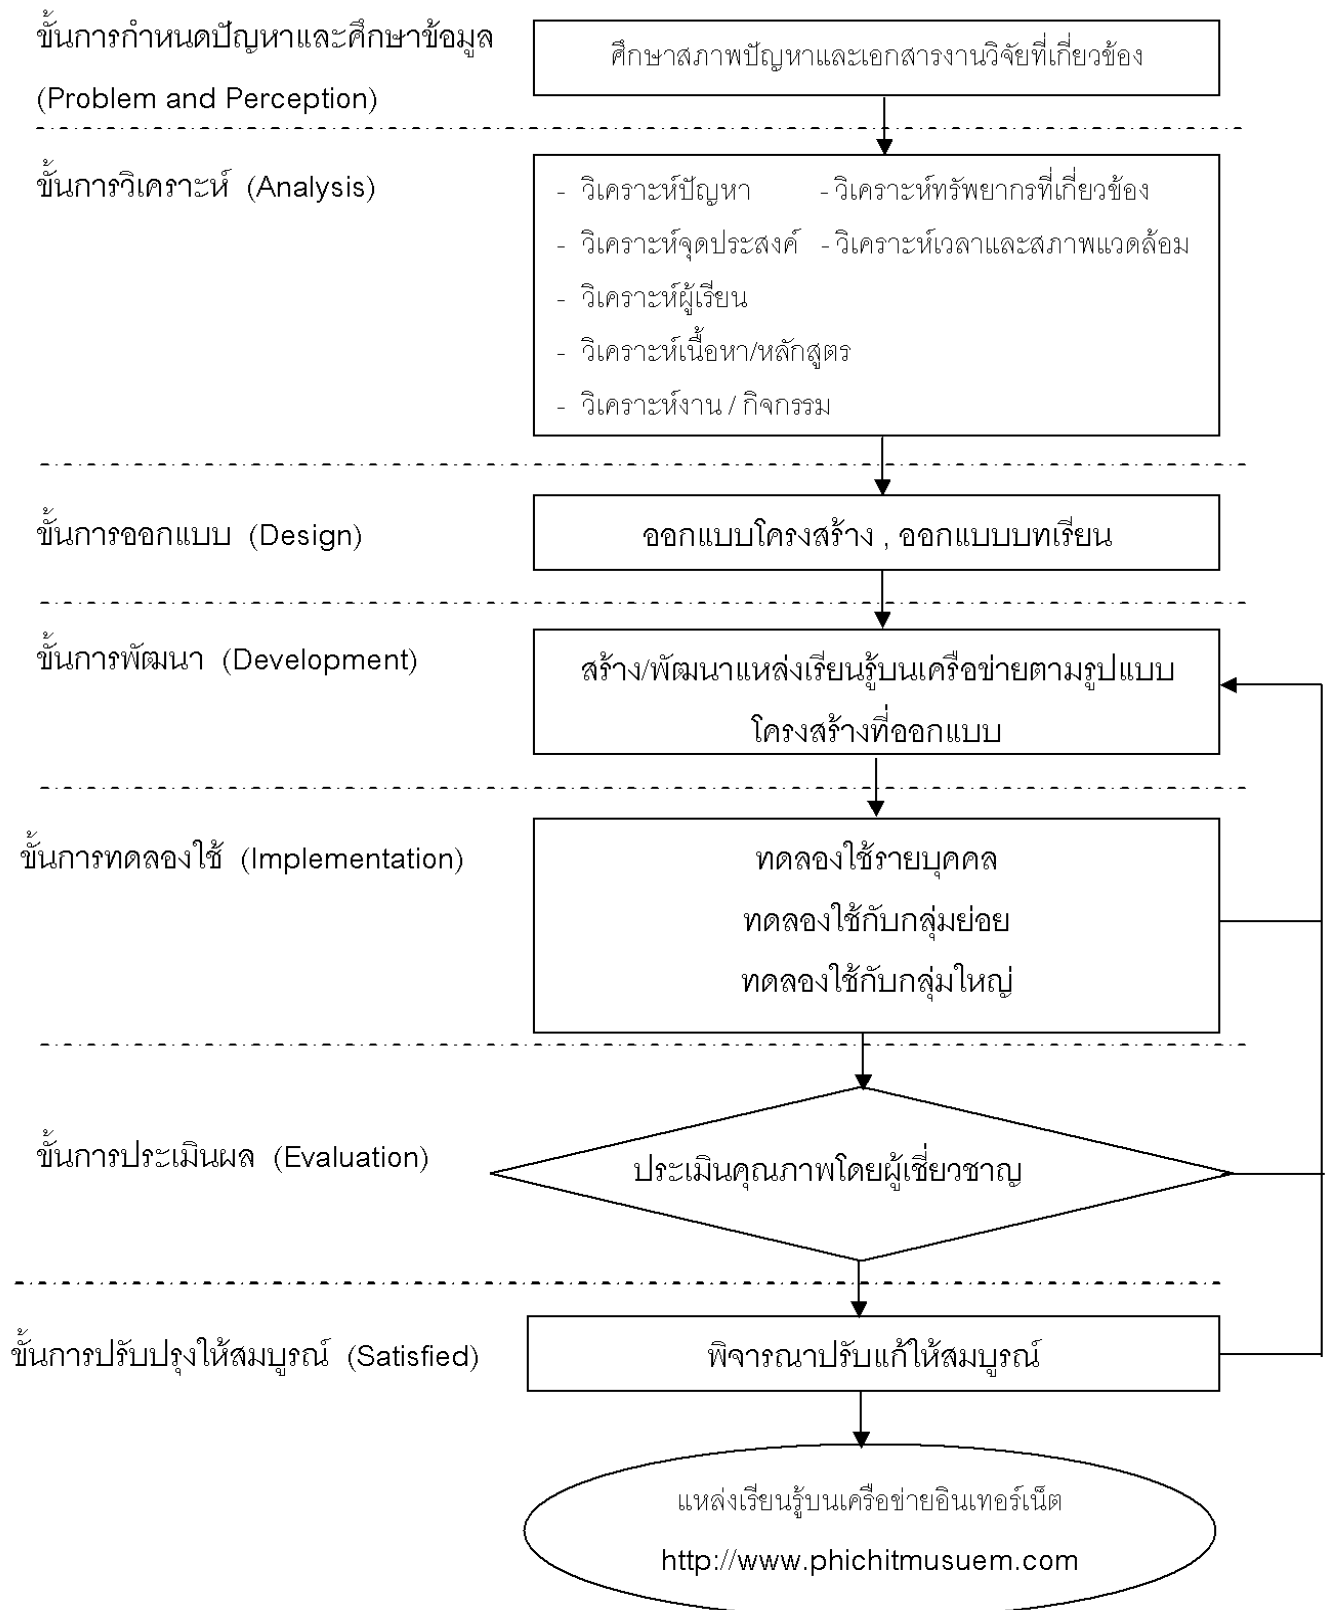 ขั้นการกำหนดปัญหาและศึกษาข้อมูล
(Problem and Perception)
ศึกษาสภาพปัญหาและเอกสารงานวิจัยที่เกี่ยวข้อง
ขั้นการวิเคราะห์ (Analysis)
- วิเคราะห์ปัญหา - วิเคราะห์ทรัพยากรที่เกี่ยวข้อง
- วิเคราะห์จุดประสงค์ - วิเคราะห์เวลาและสภาพแวดล้อม
- วิเคราะห์ผู้เรียน
- วิเคราะห์เนื้อหา/หลักสูตร
- วิเคราะห์งาน / กิจกรรม
ขั้นการออกแบบ (Design)
ออกแบบโครงสร้าง , ออกแบบบทเรียน
ขั้นการพัฒนา (Development)
สร้าง/พัฒนาแหล่งเรียนรู้บนเครือข่ายตามรูปแบบ
โครงสร้างที่ออกแบบ
ขั้นการทดลองใช้ (Implementation)
ทดลองใช้รายบุคคล
ทดลองใช้กับกลุ่มย่อย
ทดลองใช้กับกลุ่มใหญ่
ขั้นการประเมินผล (Evaluation)
ประเมินคุณภาพโดยผู้เชี่ยวชาญ
ขั้นการปรับปรุงให้สมบูรณ์ (Satisfied)
พิจารณาปรับแก้ให้สมบูรณ์
แหล่งเรียนรู้บนเครือข่ายอินเทอร์เน็ต
http://www.phichitmusuem.com